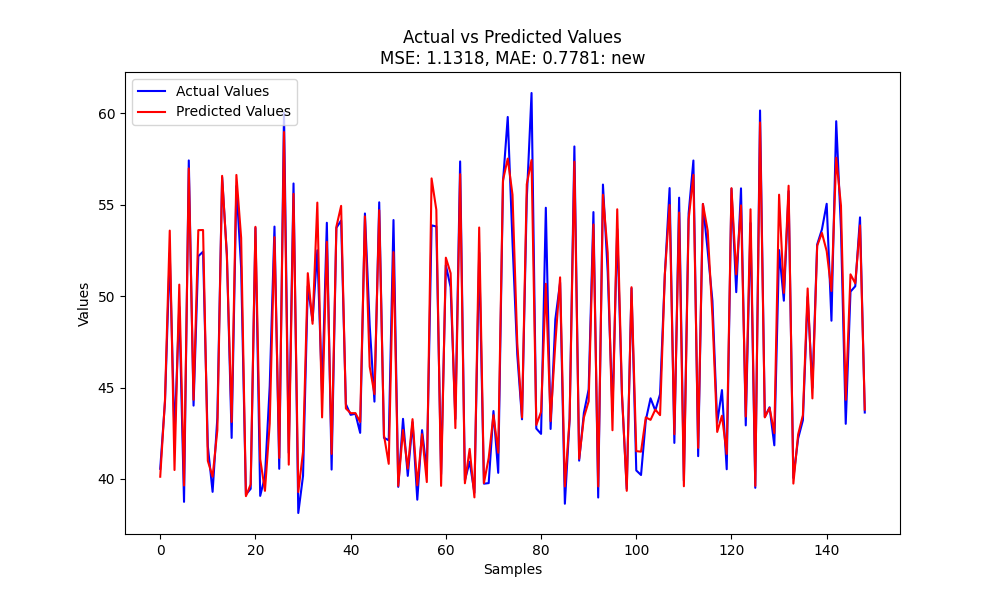 Actual vs Predicted Values
MSE: 1.1318, MAE: 0.7781: new
Actual Values
Predicted Values
60
55
50
45
40
Values
0 20 40 60 80 100 120 140
Samples